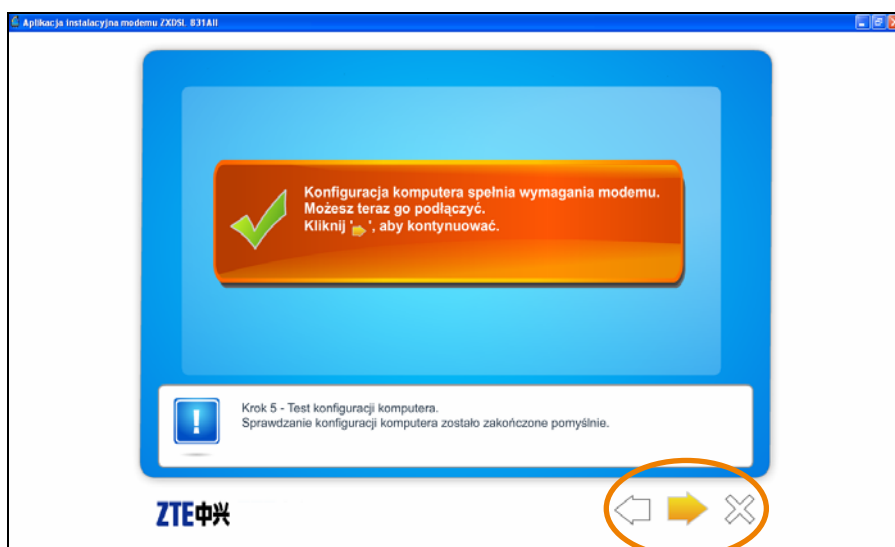 Aplikacja instalacyjna modemu ZXDSL 831AII
Konfiguracja komputera spełnia wymagania modemu.
Możesz teraz go podłączyć.
Kliknij ' ', aby kontynuować.
Krok 5 - Test konfiguracji komputera.
Sprawdzanie konfiguracji komputera zostało zakończone pomyślnie.
ZTE中兴